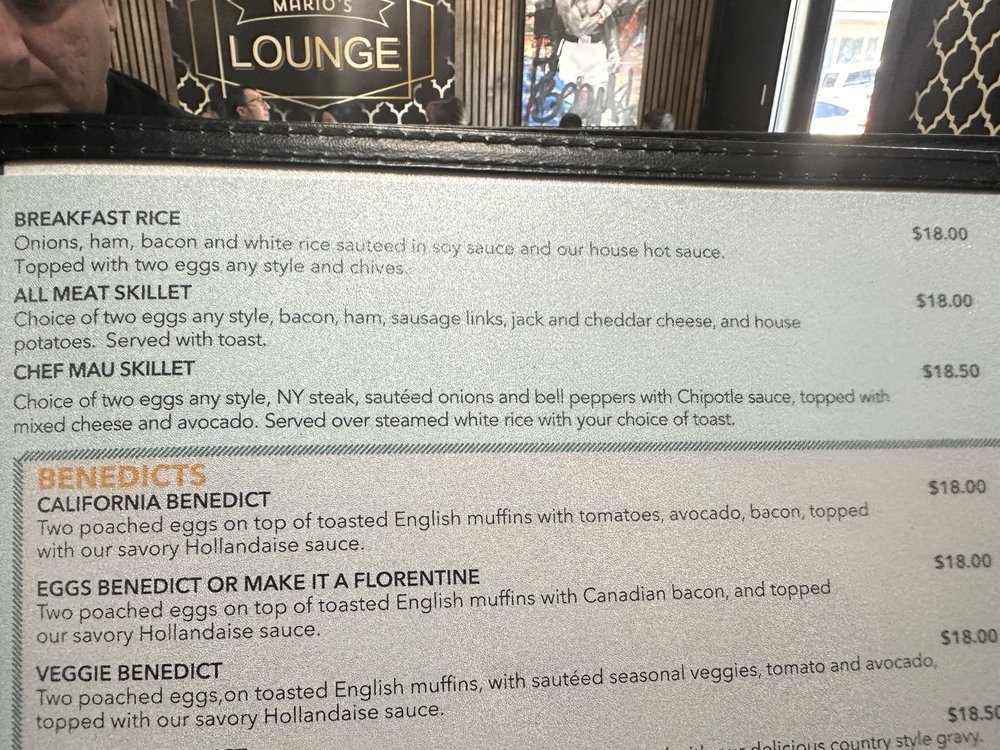 MARIO'S
LOUNGE
BREAKFAST RICE
$18.00
Onions, ham, bacon and white rice sauteed in soy sauce and our house hot sauce.
Topped with two eggs any style and chives.
ALL MEAT SKILLET
$18.00
Choice of two eggs any style, bacon, ham, sausage links, jack and cheddar cheese, and house
potatoes. Served with toast.
CHEF MAU SKILLET
$18.50
Choice of two eggs any style, NY steak, sautéed onions and bell peppers with Chipotle sauce, topped with
mixed cheese and avocado. Served over steamed white rice with your choice of toast.
BENEDICTS
CALIFORNIA BENEDICT
$18.00
Two poached eggs on top of toasted English muffins with tomatoes, avocado, bacon, topped
with our savory Hollandaise sauce.
EGGS BENEDICT OR MAKE IT A FLORENTINE
$18.00
Two poached eggs on top of toasted English muffins with Canadian bacon, and topped
our savory Hollandaise sauce.
VEGGIE BENEDICT
$18.00
Two poached eggs,on toasted English muffins, with sautéed seasonal veggies, tomato and avocado,
topped with our savory Hollandaise sauce.
$18.50
delicious country style gravy.